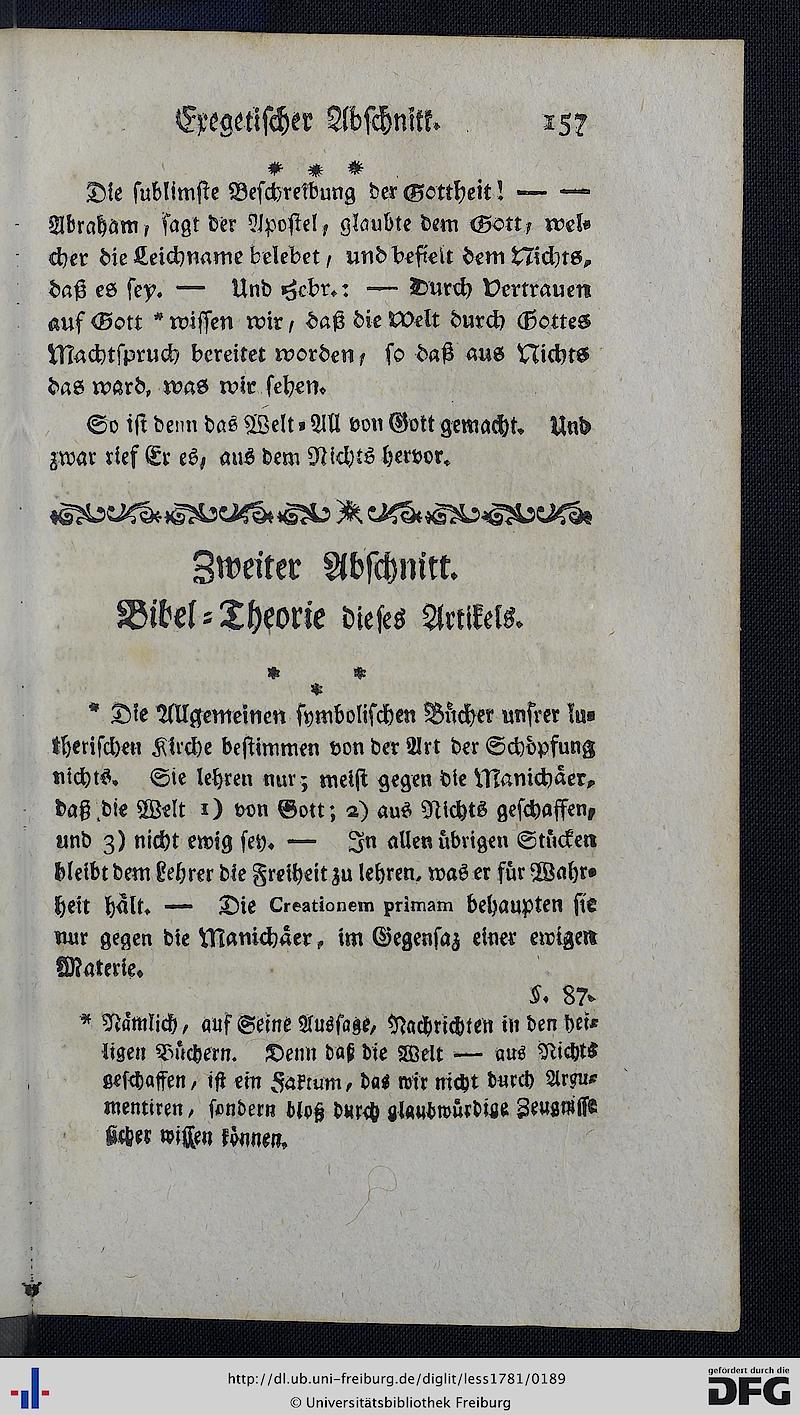 Exegetischer Abschnitt. 157
* * *
Die sublimste Beschreibung der Gottheit! — —
Abraham, sagt der Apostel, glaubte dem Gott, wel-
cher die Leichname belebet, und befielt dem Nichts,
daß es sey. — Und Hebr.: — Durch Vertrauen
auf Gott * wissen wir, daß die Welt durch Gottes
Machtspruch bereitet worden, so daß aus Nichts
das ward, was wir sehen.
So ist denn das Welt-All von Gott gemacht. Und
zwar rief Er es, aus dem Nichts hervor.
Zweiter Abschnitt.
Bibel-Theorie dieses Artikels.
* * *
* Die Allgemeinen symbolischen Bücher unsrer lu-
therischen Kirche bestimmen von der Art der Schöpfung
nichts. Sie lehren nur; meist gegen die Manichäer,
daß die Welt 1) von Gott; 2) aus Nichts geschaffen,
und 3) nicht ewig sey. — In allen übrigen Stücken
bleibt dem Lehrer die Freiheit zu lehren, was er für Wahr-
heit hält. — Die Creationem primam behaupten sie
nur gegen die Manichäer, im Gegensaz einer ewigen
Materie.
§. 87.
* Nämlich, auf Seine Aussage, Nachrichten in den hei-
ligen Büchern. Denn daß die Welt — aus Nichts
geschaffen, ist ein Faktum, das wir nicht durch Argu-
mentiren, sondern bloß durch glaubwürdige Zeugnisse
sicher wissen können.
http://dl.ub.uni-freiburg.de/diglit/less1781/0189
© Universitätsbibliothek Freiburg
gefördert durch die
DFG